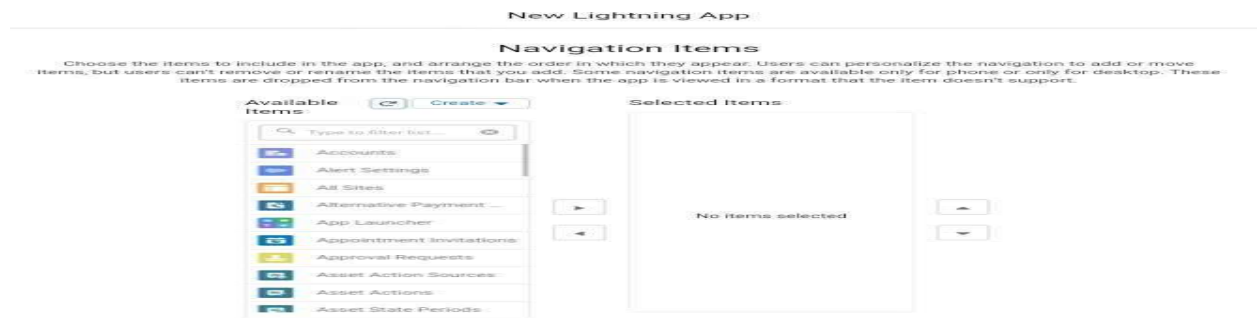 New Lightning App
Navigation Items
Choose the items to include in the app, and arrange the order in which they appear. Users can personalize the navigation to add or move
items, but users can't remove or rename the items that you add. Some navigation items are available only for phone or only for desktop. These
items are dropped from the navigation bar when the app is viewed in a format that the item doesn't support.
Available
Items
Create
Selected Items
Type to filter list...
Accounts
Alert Settings
All Sites
Alternative Payment ...
App Launcher
Appointment Invitations
Approval Requests
Asset Action Sources
Asset Actions
Asset State Periods
No items selected